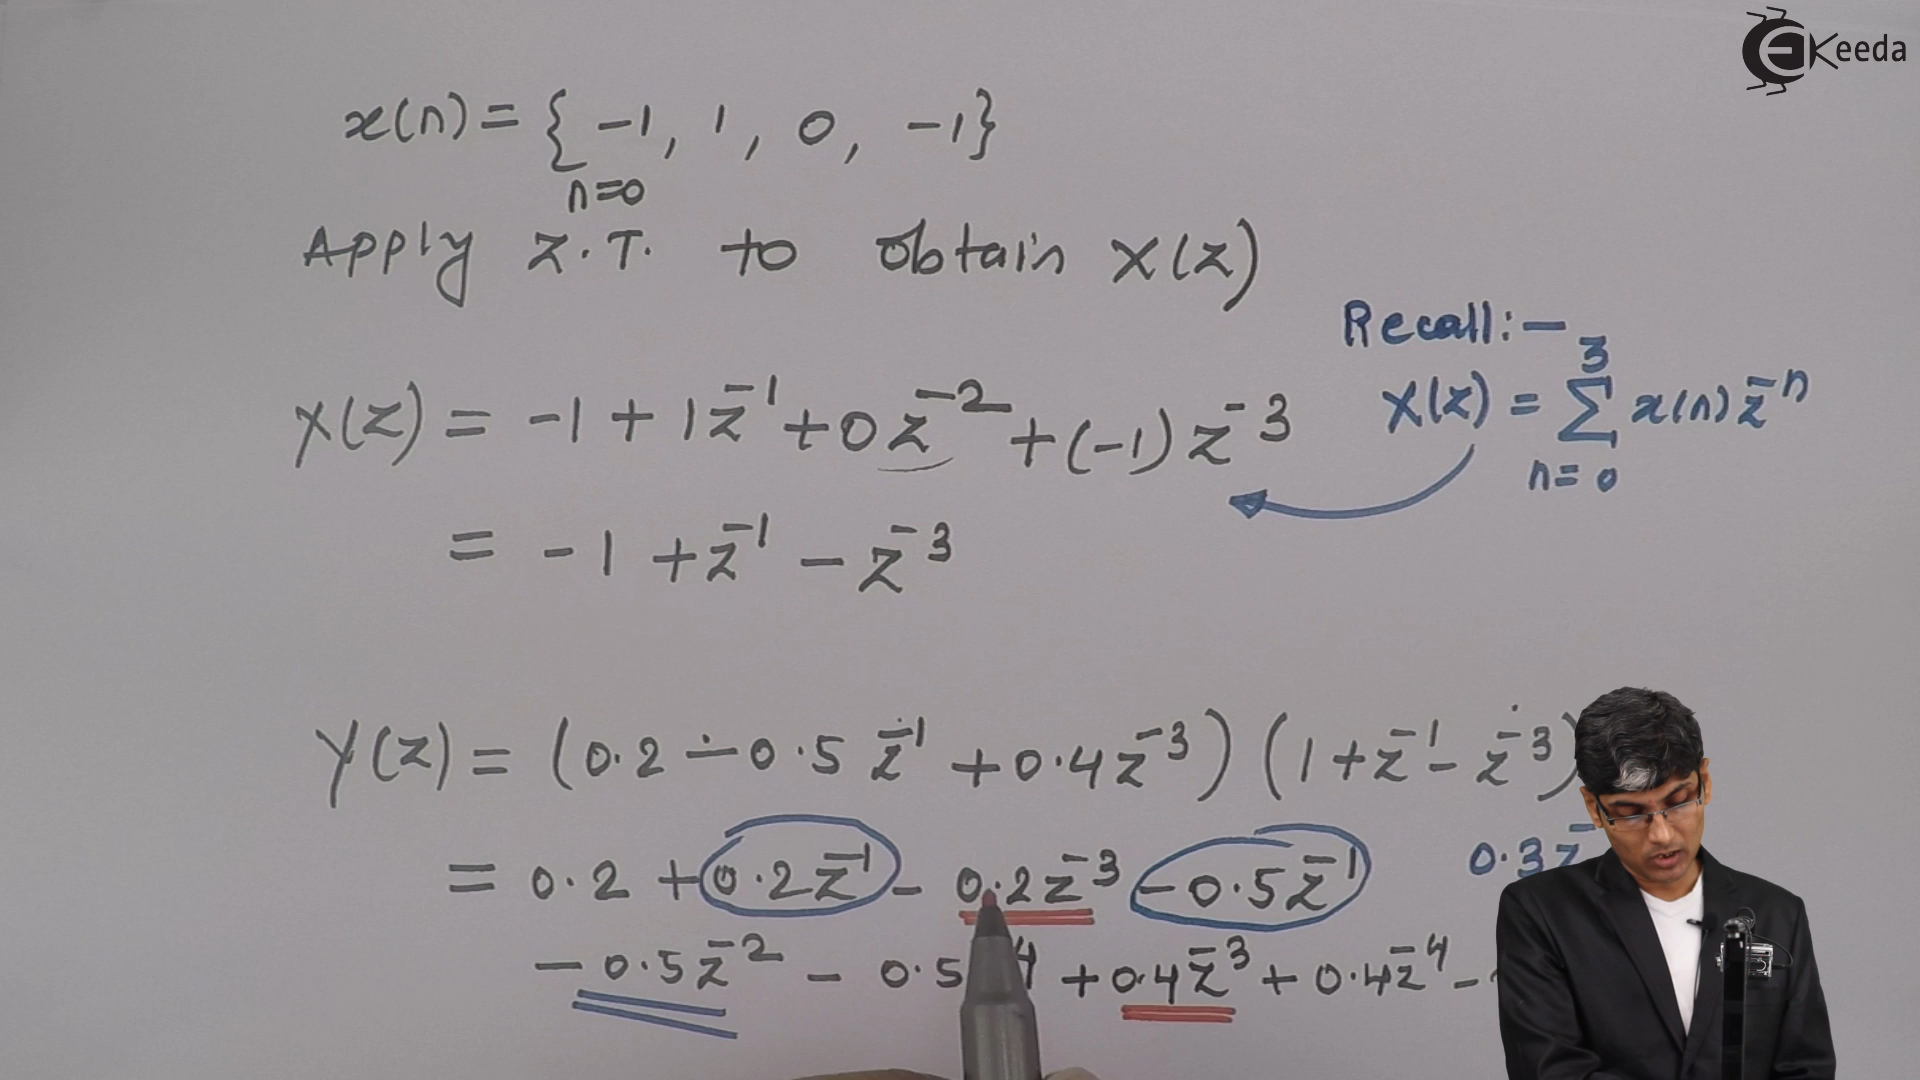 EKeeda
x(n) = { -1, 1, 0, -1}
n=0
Apply Z.T. to obtain X(z)
Recall:-
X(z) = Σ x(n) z⁻ⁿ
3
n= 0
X(z) = -1 + 1z⁻¹ + 0z⁻² + (-1) z⁻³
= -1 + z⁻¹ - z⁻³
Y(z) = (0.2 - 0.5 z⁻¹ + 0.4z⁻³) (1 + z⁻¹ - z⁻³)
= 0.2 + 0.2z⁻¹ - 0.2z⁻³ - 0.5z⁻¹ 0.3z⁻
- 0.5z⁻² - 0.5 4 + 0.4z⁻³ + 0.4z⁻⁴ -